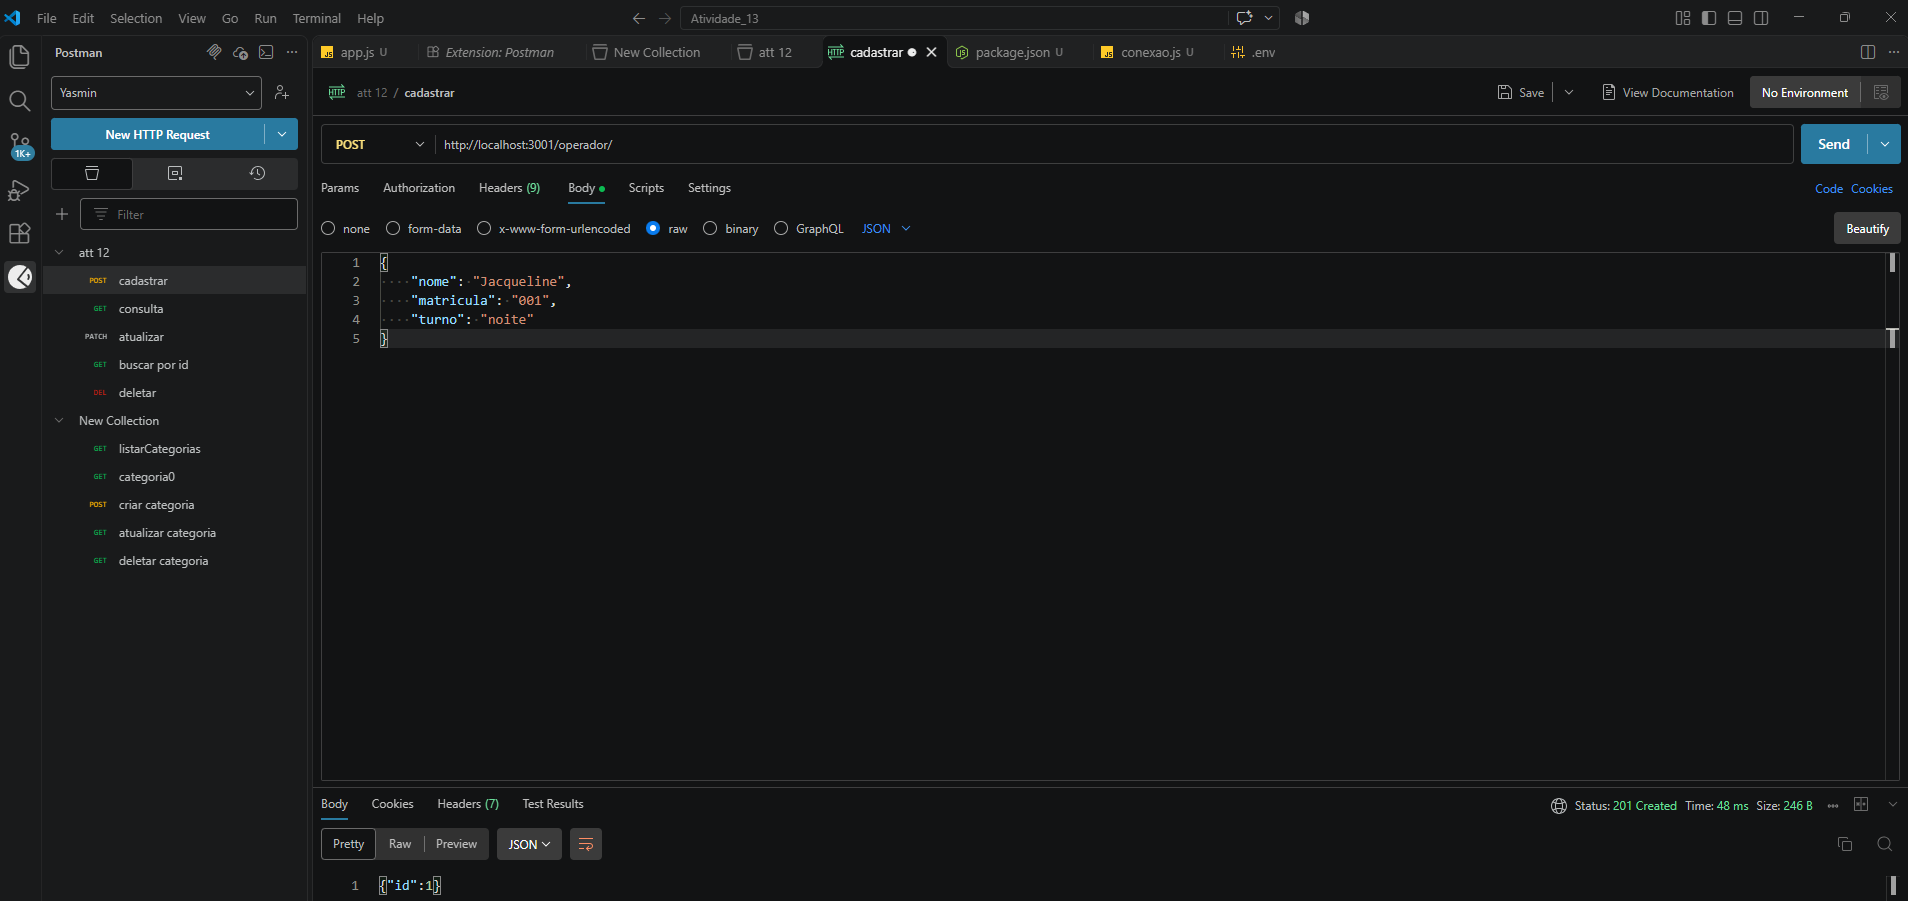 File Edit Selection View Go Run Terminal Help
Atividade_13
Postman
app.js U
Extension: Postman
New Collection
att 12
HTTP cadastrar
package.json U
conexao.js U
.env
Yasmin
HTTP att 12 / cadastrar
Save
View Documentation
No Environment
New HTTP Request
POST http://localhost:3001/operador/
Send
1K+
Params Authorization Headers (9) Body Scripts Settings
Code Cookies
Filter
none form-data x-www-form-urlencoded raw binary GraphQL JSON
Beautify
att 12
POST cadastrar
GET consulta
PATCH atualizar
GET buscar por id
DEL deletar
New Collection
GET listarCategorias
GET categoria0
POST criar categoria
GET atualizar categoria
GET deletar categoria
1 {
2 "nome": "Jacqueline",
3 "matricula": "001",
4 "turno": "noite"
5 }
Body Cookies Headers (7) Test Results
Status: 201 Created Time: 48 ms Size: 246 B
Pretty Raw Preview JSON
1 {"id":1}